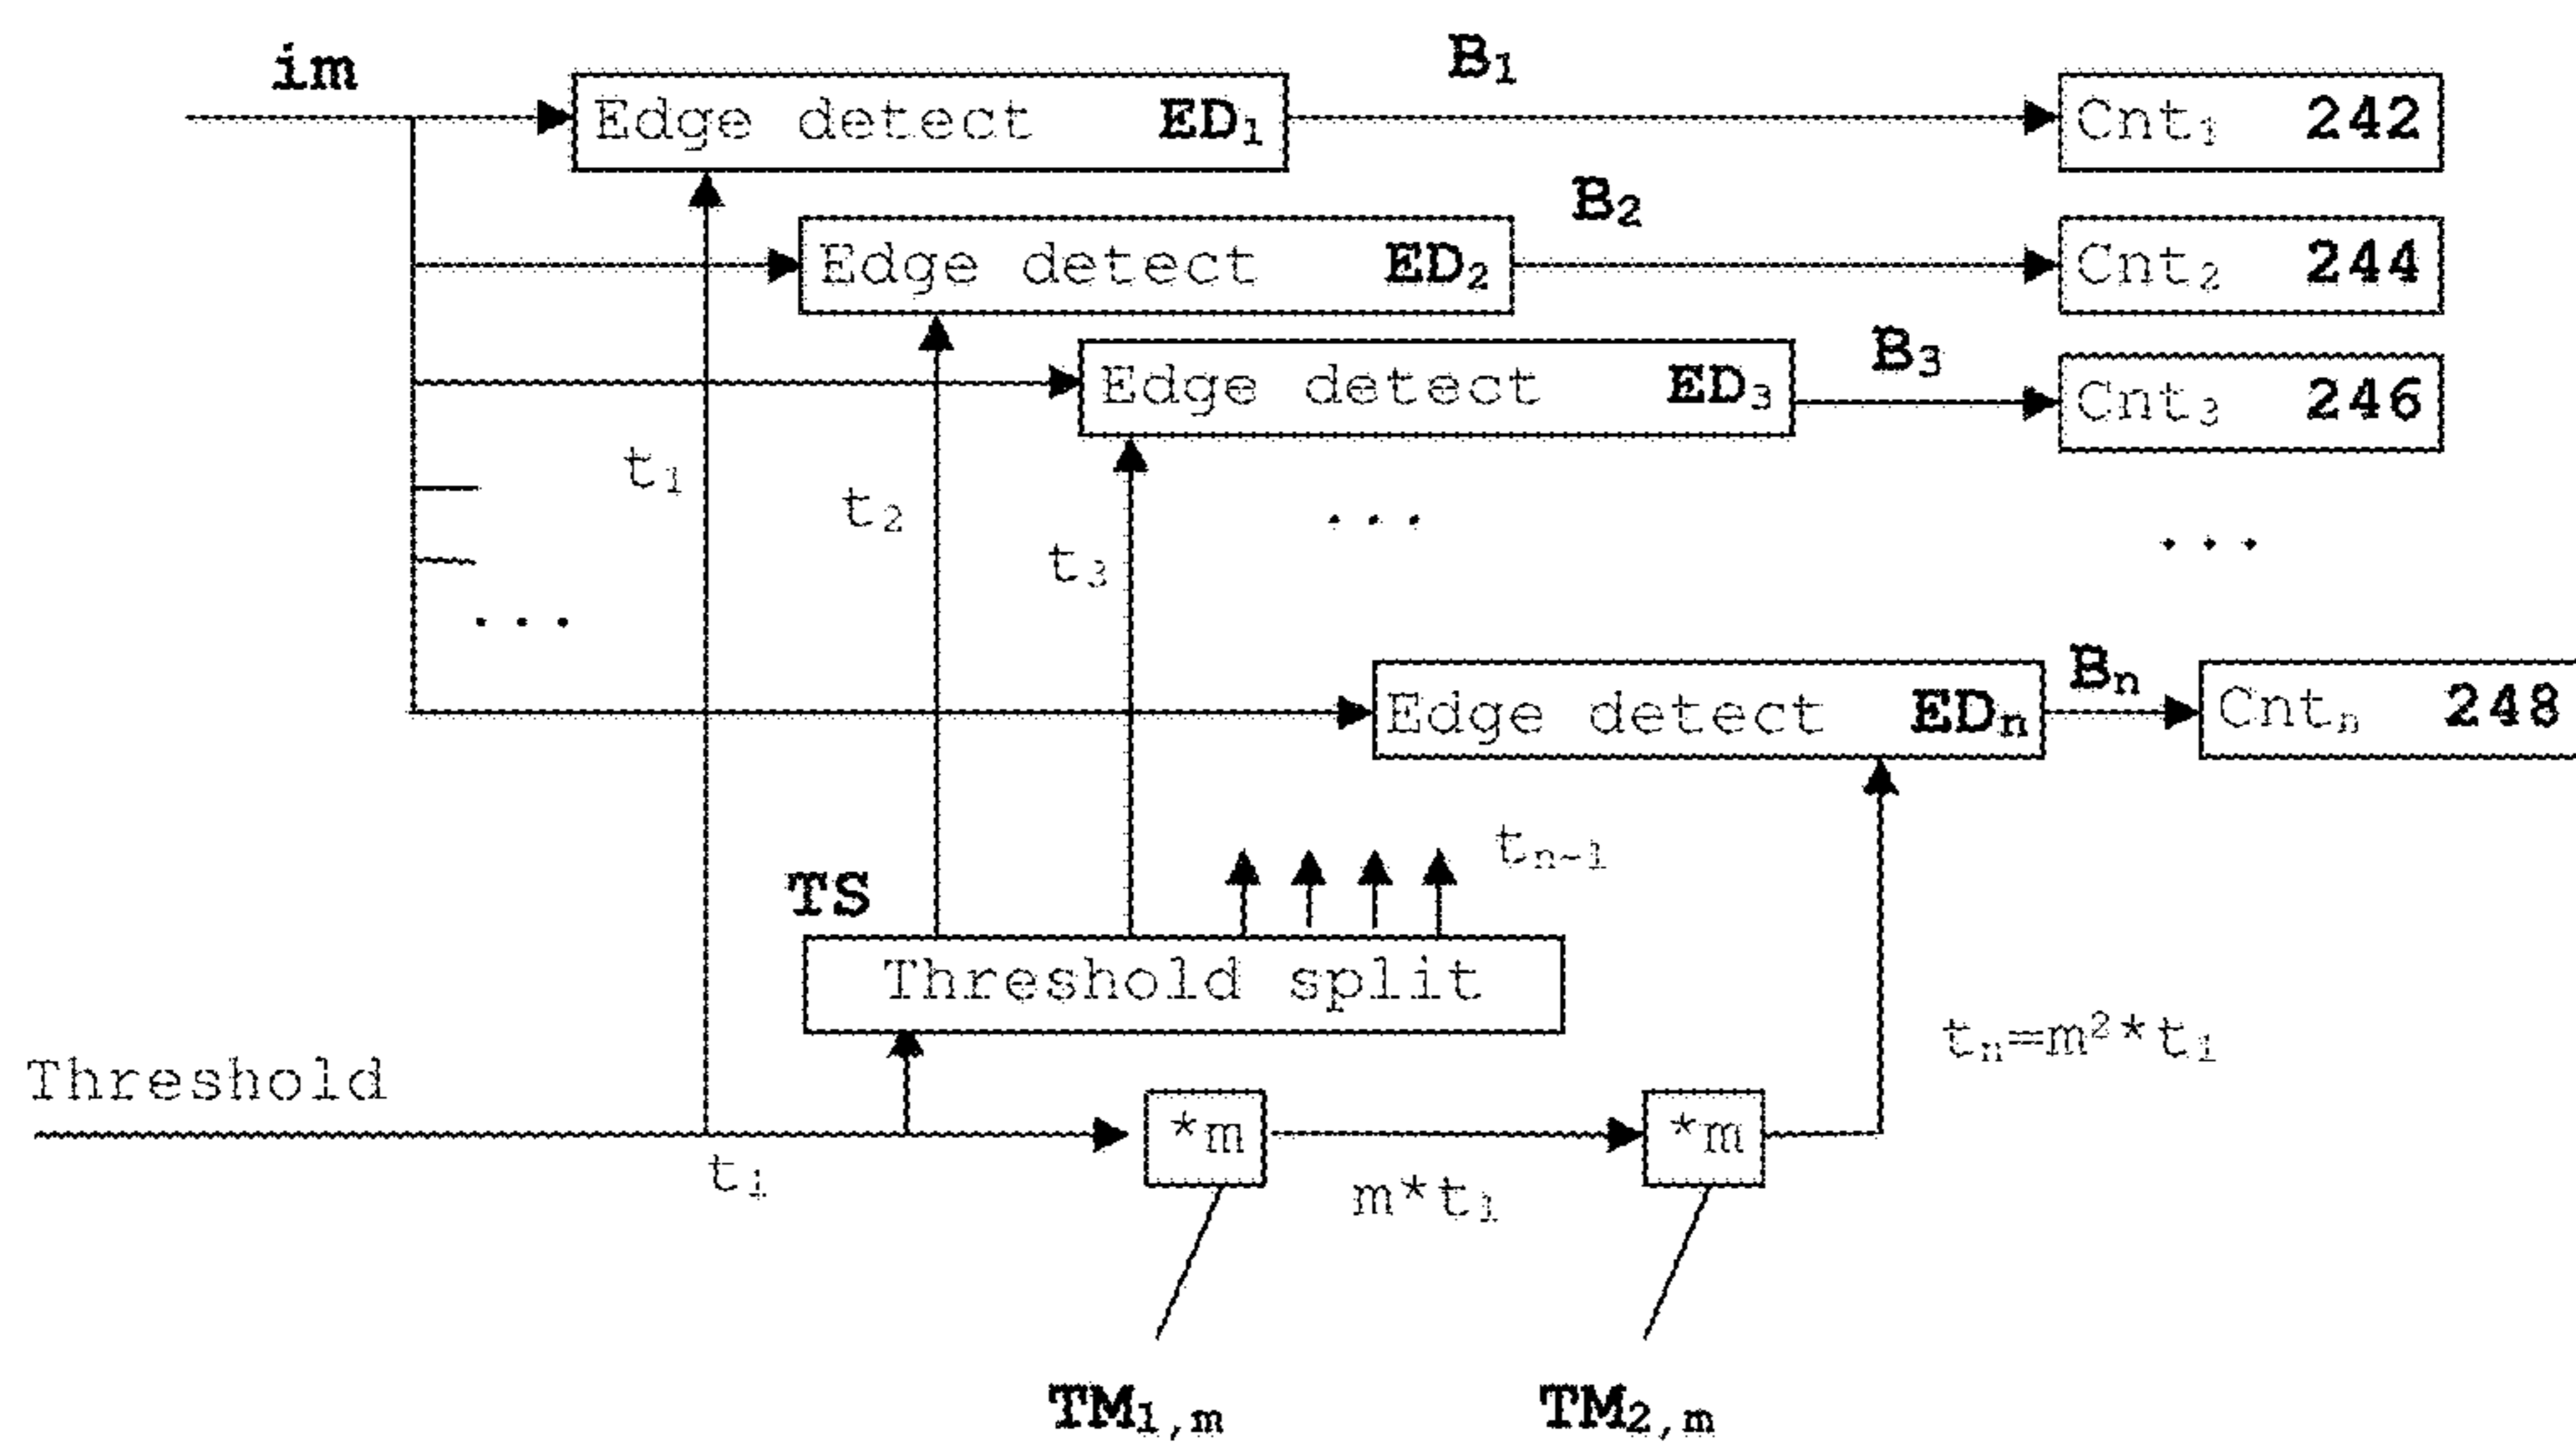 im
B₁
Edge detect ED₁
Cnt₁ 242
B₂
Edge detect ED₂
Cnt₂ 244
B₃
Edge detect ED₃
Cnt₃ 246
t₁
t₂
t₃
...
...
...
Edge detect EDₙ
Bₙ
Cntₙ 248
tₙ₋₁
TS
Threshold split
tₙ=m²*t₁
Threshold
t₁
*m
m*t₁
*m
TM₁,ₘ
TM₂,ₘ